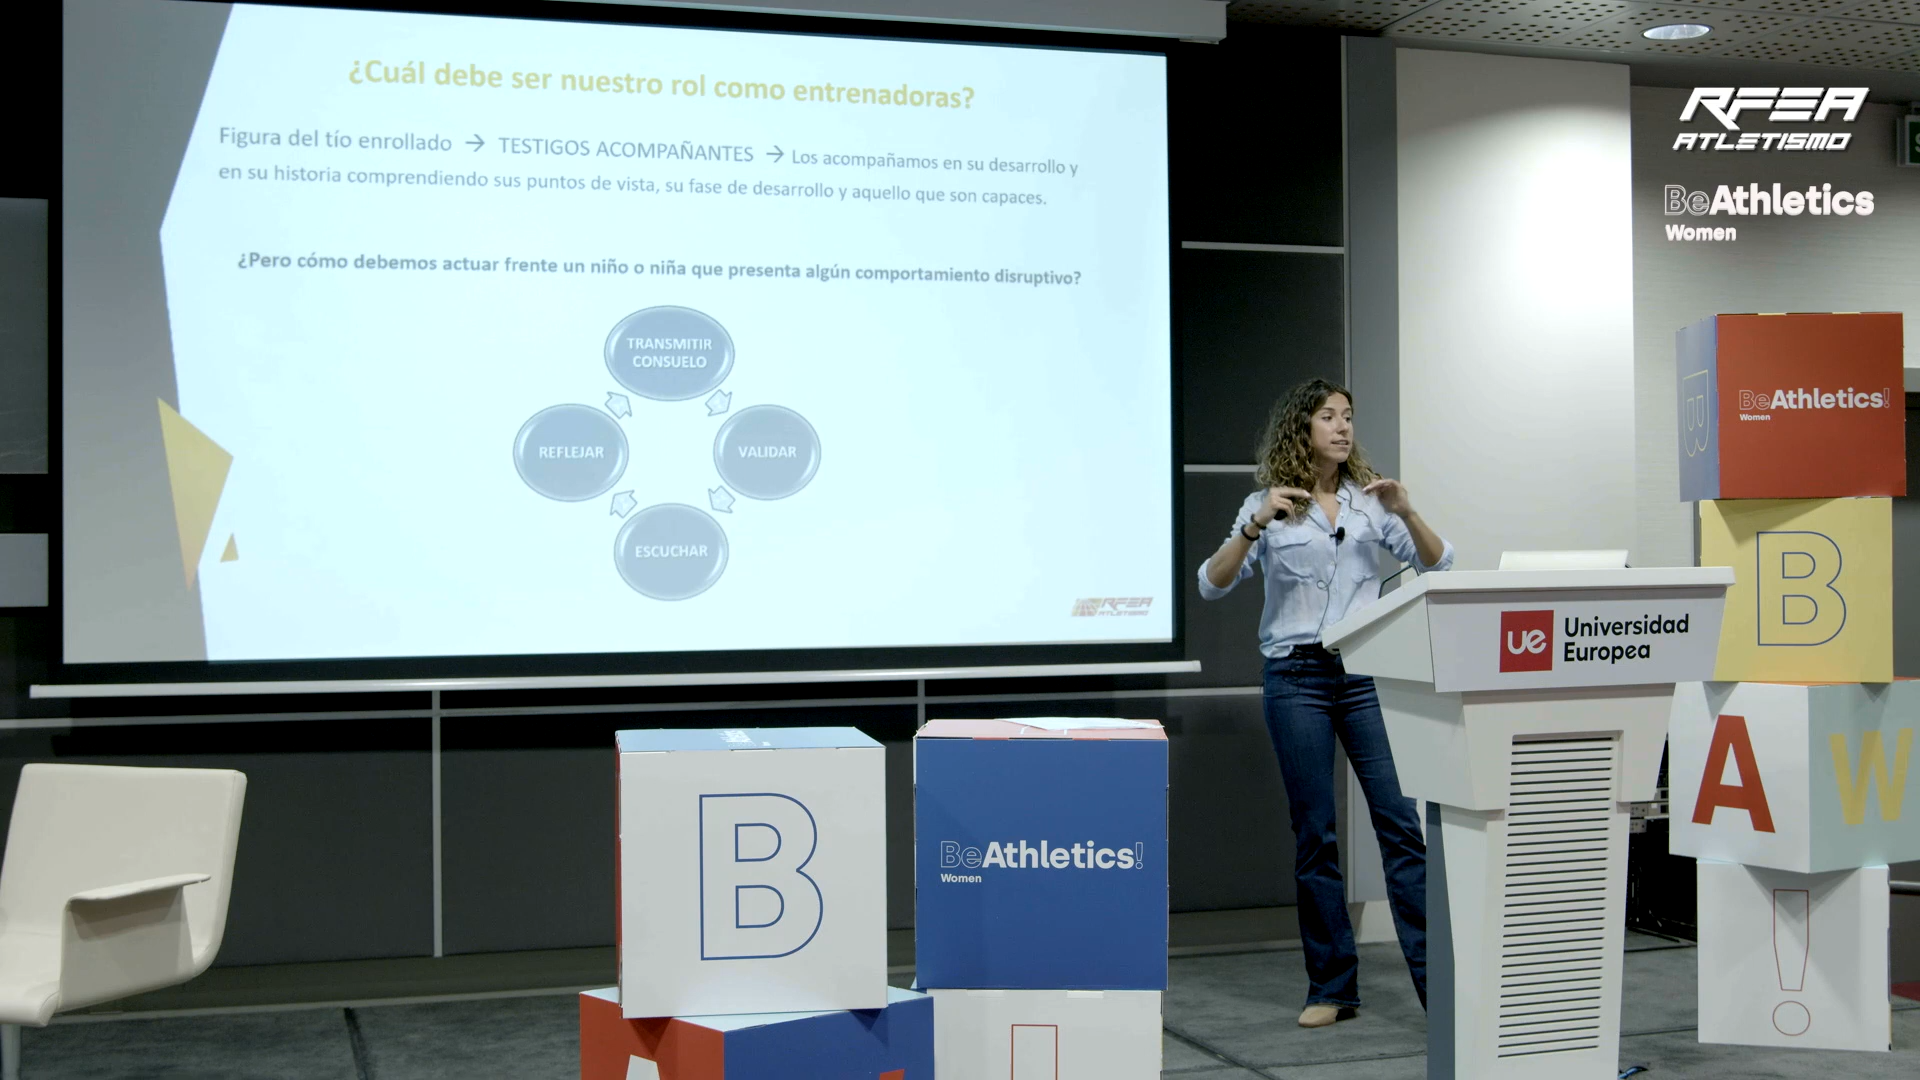 ¿Cuál debe ser nuestro rol como entrenadoras?
Figura del tío enrollado → TESTIGOS ACOMPAÑANTES → Los acompañamos en su desarrollo y
en su historia comprendiendo sus puntos de vista, su fase de desarrollo y aquello que son capaces.
¿Pero cómo debemos actuar frente un niño o niña que presenta algún comportamiento disruptivo?
TRANSMITIR
CONSUELO
REFLEJAR
VALIDAR
ESCUCHAR
RFEA
ATLETISMO
RFEA
ATLETISMO
BeAthletics
Women
B
BeAthletics!
Women
B
A
W
!
ue
Universidad
Europea
B
BeAthletics!
Women